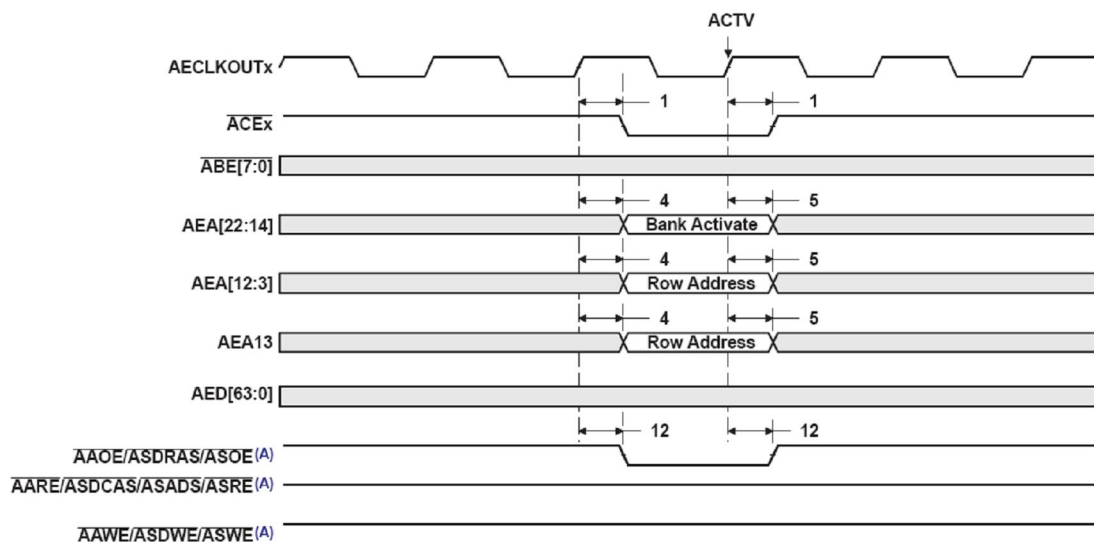 ACTV
AECLKOUTx
1 1
ACEx
ABE[7:0]
4 5
AEA[22:14] Bank Activate
4 5
AEA[12:3] Row Address
4 5
AEA13 Row Address
AED[63:0]
12 12
AAOE/ASDRAS/ASOE(A)
AARE/ASDCAS/ASADS/ASRE(A)
AAWE/ASDWE/ASWE(A)